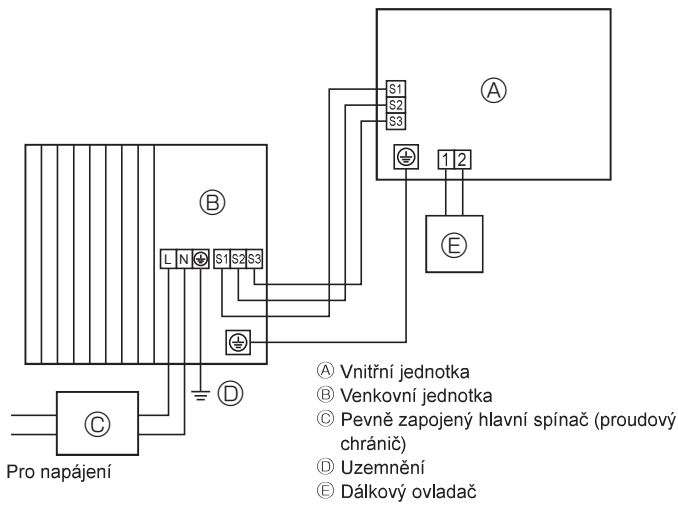 S1
S2
S3
Ⓐ
1 2
Ⓑ
Ⓔ
L N S1 S2 S3
Ⓓ
Ⓒ
Pro napájení
Ⓐ Vnitřní jednotka
Ⓑ Venkovní jednotka
Ⓒ Pevně zapojený hlavní spínač (proudový
chránič)
Ⓓ Uzemnění
Ⓔ Dálkový ovladač